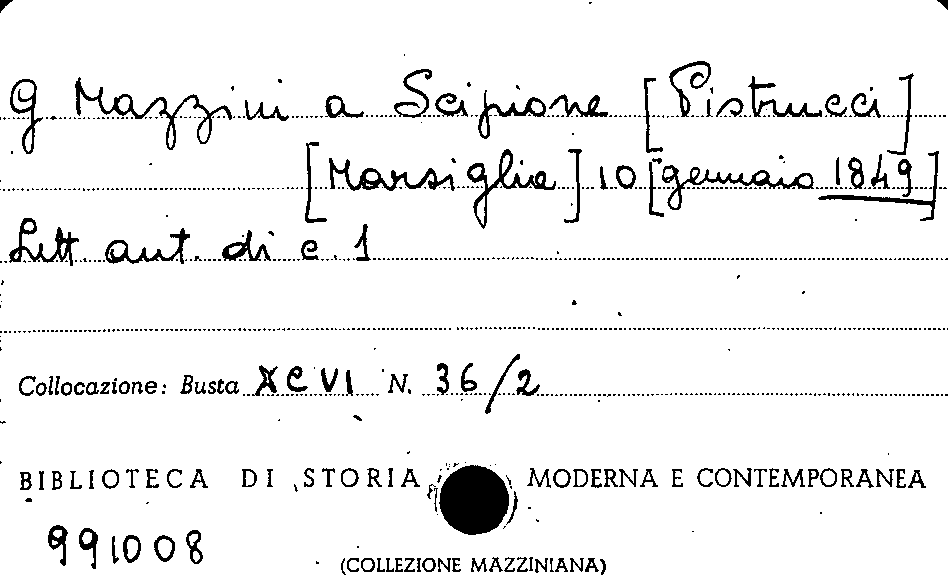 G. Mazzini a Scipione [Pistrucci]
[Marsiglia] 10 [gennaio 1849]
Lett. aut. di c. 1
Collocazione: Busta XCVI N. 36/2
BIBLIOTECA DI STORIA MODERNA E CONTEMPORANEA
991008
(COLLEZIONE MAZZINIANA)